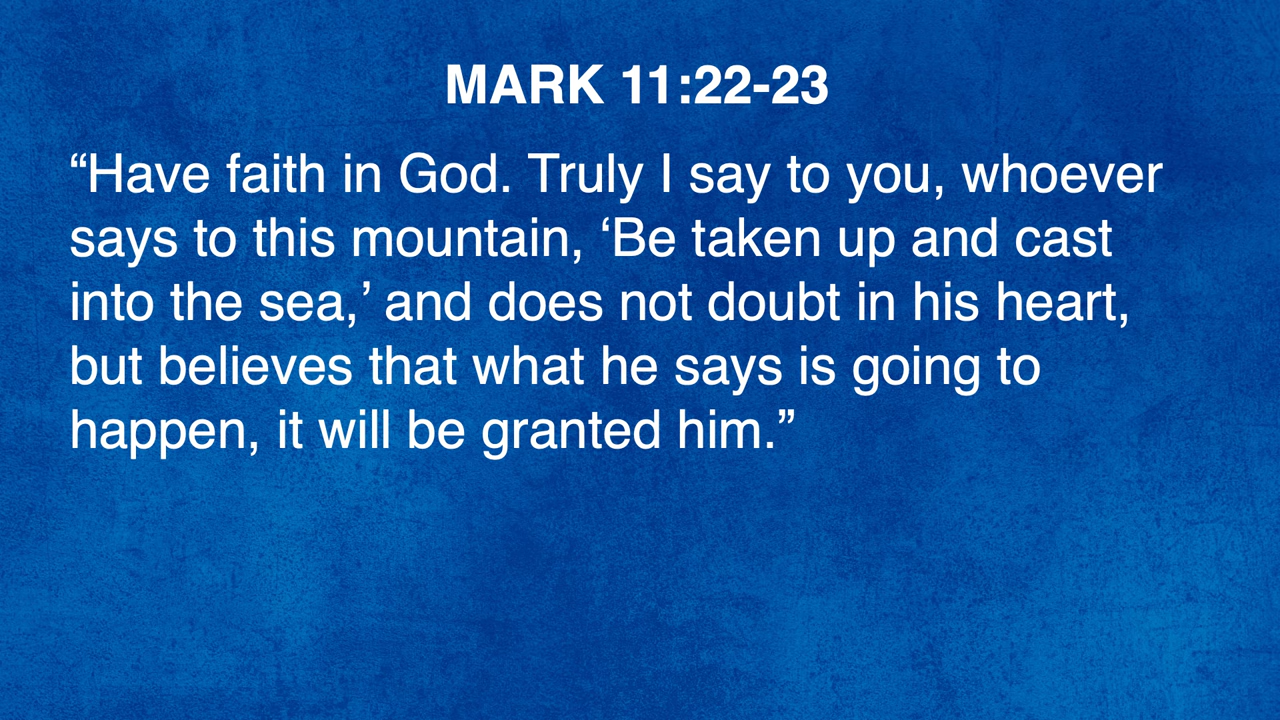 MARK 11:22-23
“Have faith in God. Truly I say to you, whoever
says to this mountain, ‘Be taken up and cast
into the sea,’ and does not doubt in his heart,
but believes that what he says is going to
happen, it will be granted him.”